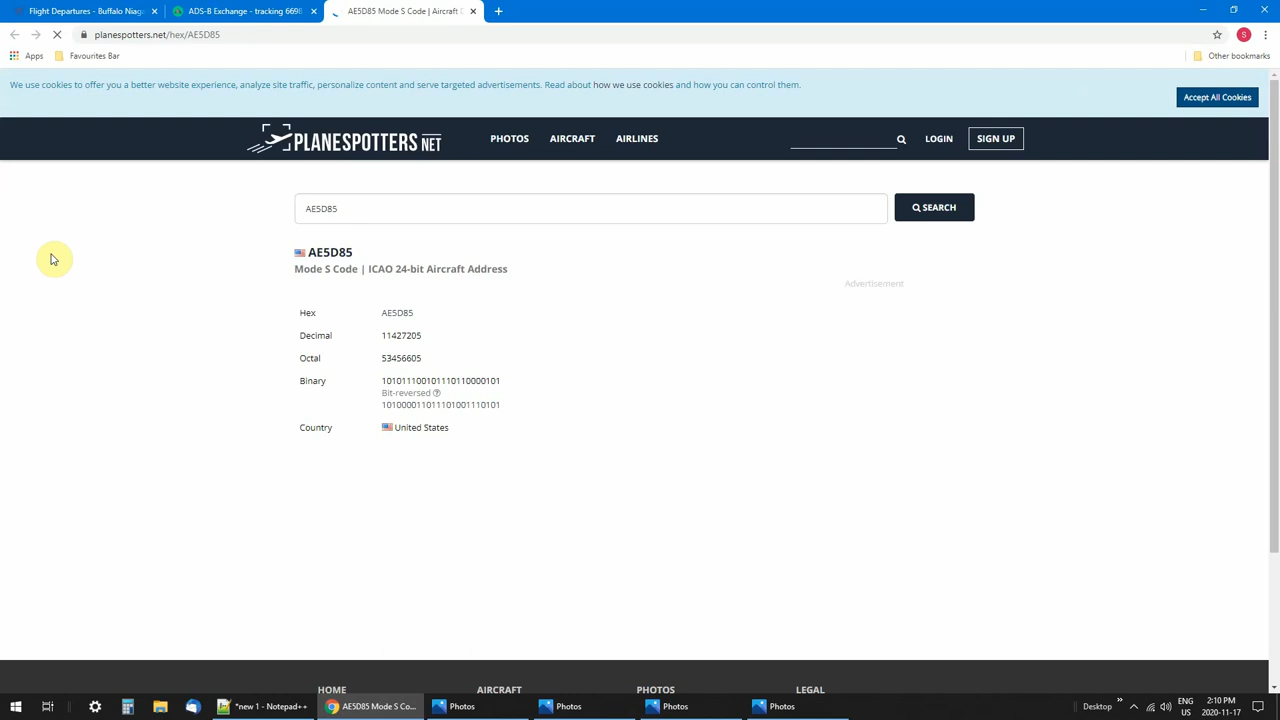 Flight Departures - Buffalo Niag
ADS-B Exchange - tracking 6698
AE5D85 Mode S Code | Aircraft C
planespotters.net/hex/AE5D85
S
Apps
Favourites Bar
Other bookmarks
We use cookies to offer you a better website experience, analyze site traffic, personalize content and serve targeted advertisements. Read about how we use cookies and how you can control them.
Accept All Cookies
PLANESPOTTERS NET
PHOTOS
AIRCRAFT
AIRLINES
LOGIN
SIGN UP
AE5D85
SEARCH
AE5D85
Mode S Code | ICAO 24-bit Aircraft Address
Advertisement
Hex AE5D85
Decimal 11427205
Octal 53456605
Binary 101011100101110110000101
Bit-reversed
101000011011101001110101
Country United States
HOME
AIRCRAFT
PHOTOS
LEGAL
*new 1 - Notepad++
AE5D85 Mode S Co...
Photos
Photos
Photos
Photos
Desktop
ENG
US
2:10 PM
2020-11-17